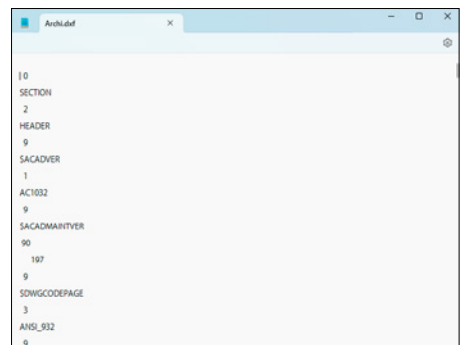 Archi.dxf
0
SECTION
2
HEADER
9
$ACADVER
1
AC1032
9
$ACADMAINTVER
90
197
9
$DWGCODEPAGE
3
ANSI_932
9